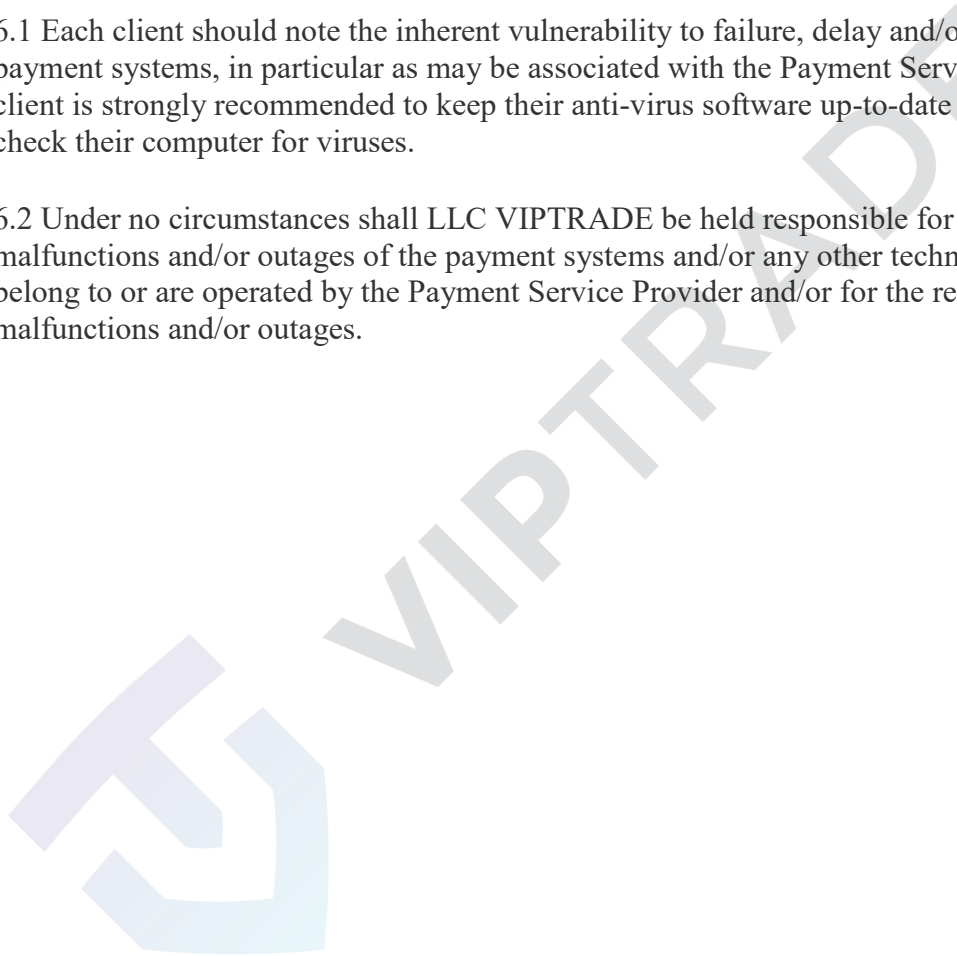 6.1 Each client should note the inherent vulnerability to failure, delay and/o
payment systems, in particular as may be associated with the Payment Serv
client is strongly recommended to keep their anti-virus software up-to-date
check their computer for viruses.
6.2 Under no circumstances shall LLC VIPTRADE be held responsible for
malfunctions and/or outages of the payment systems and/or any other techn
belong to or are operated by the Payment Service Provider and/or for the re
malfunctions and/or outages.
VIPTRADE